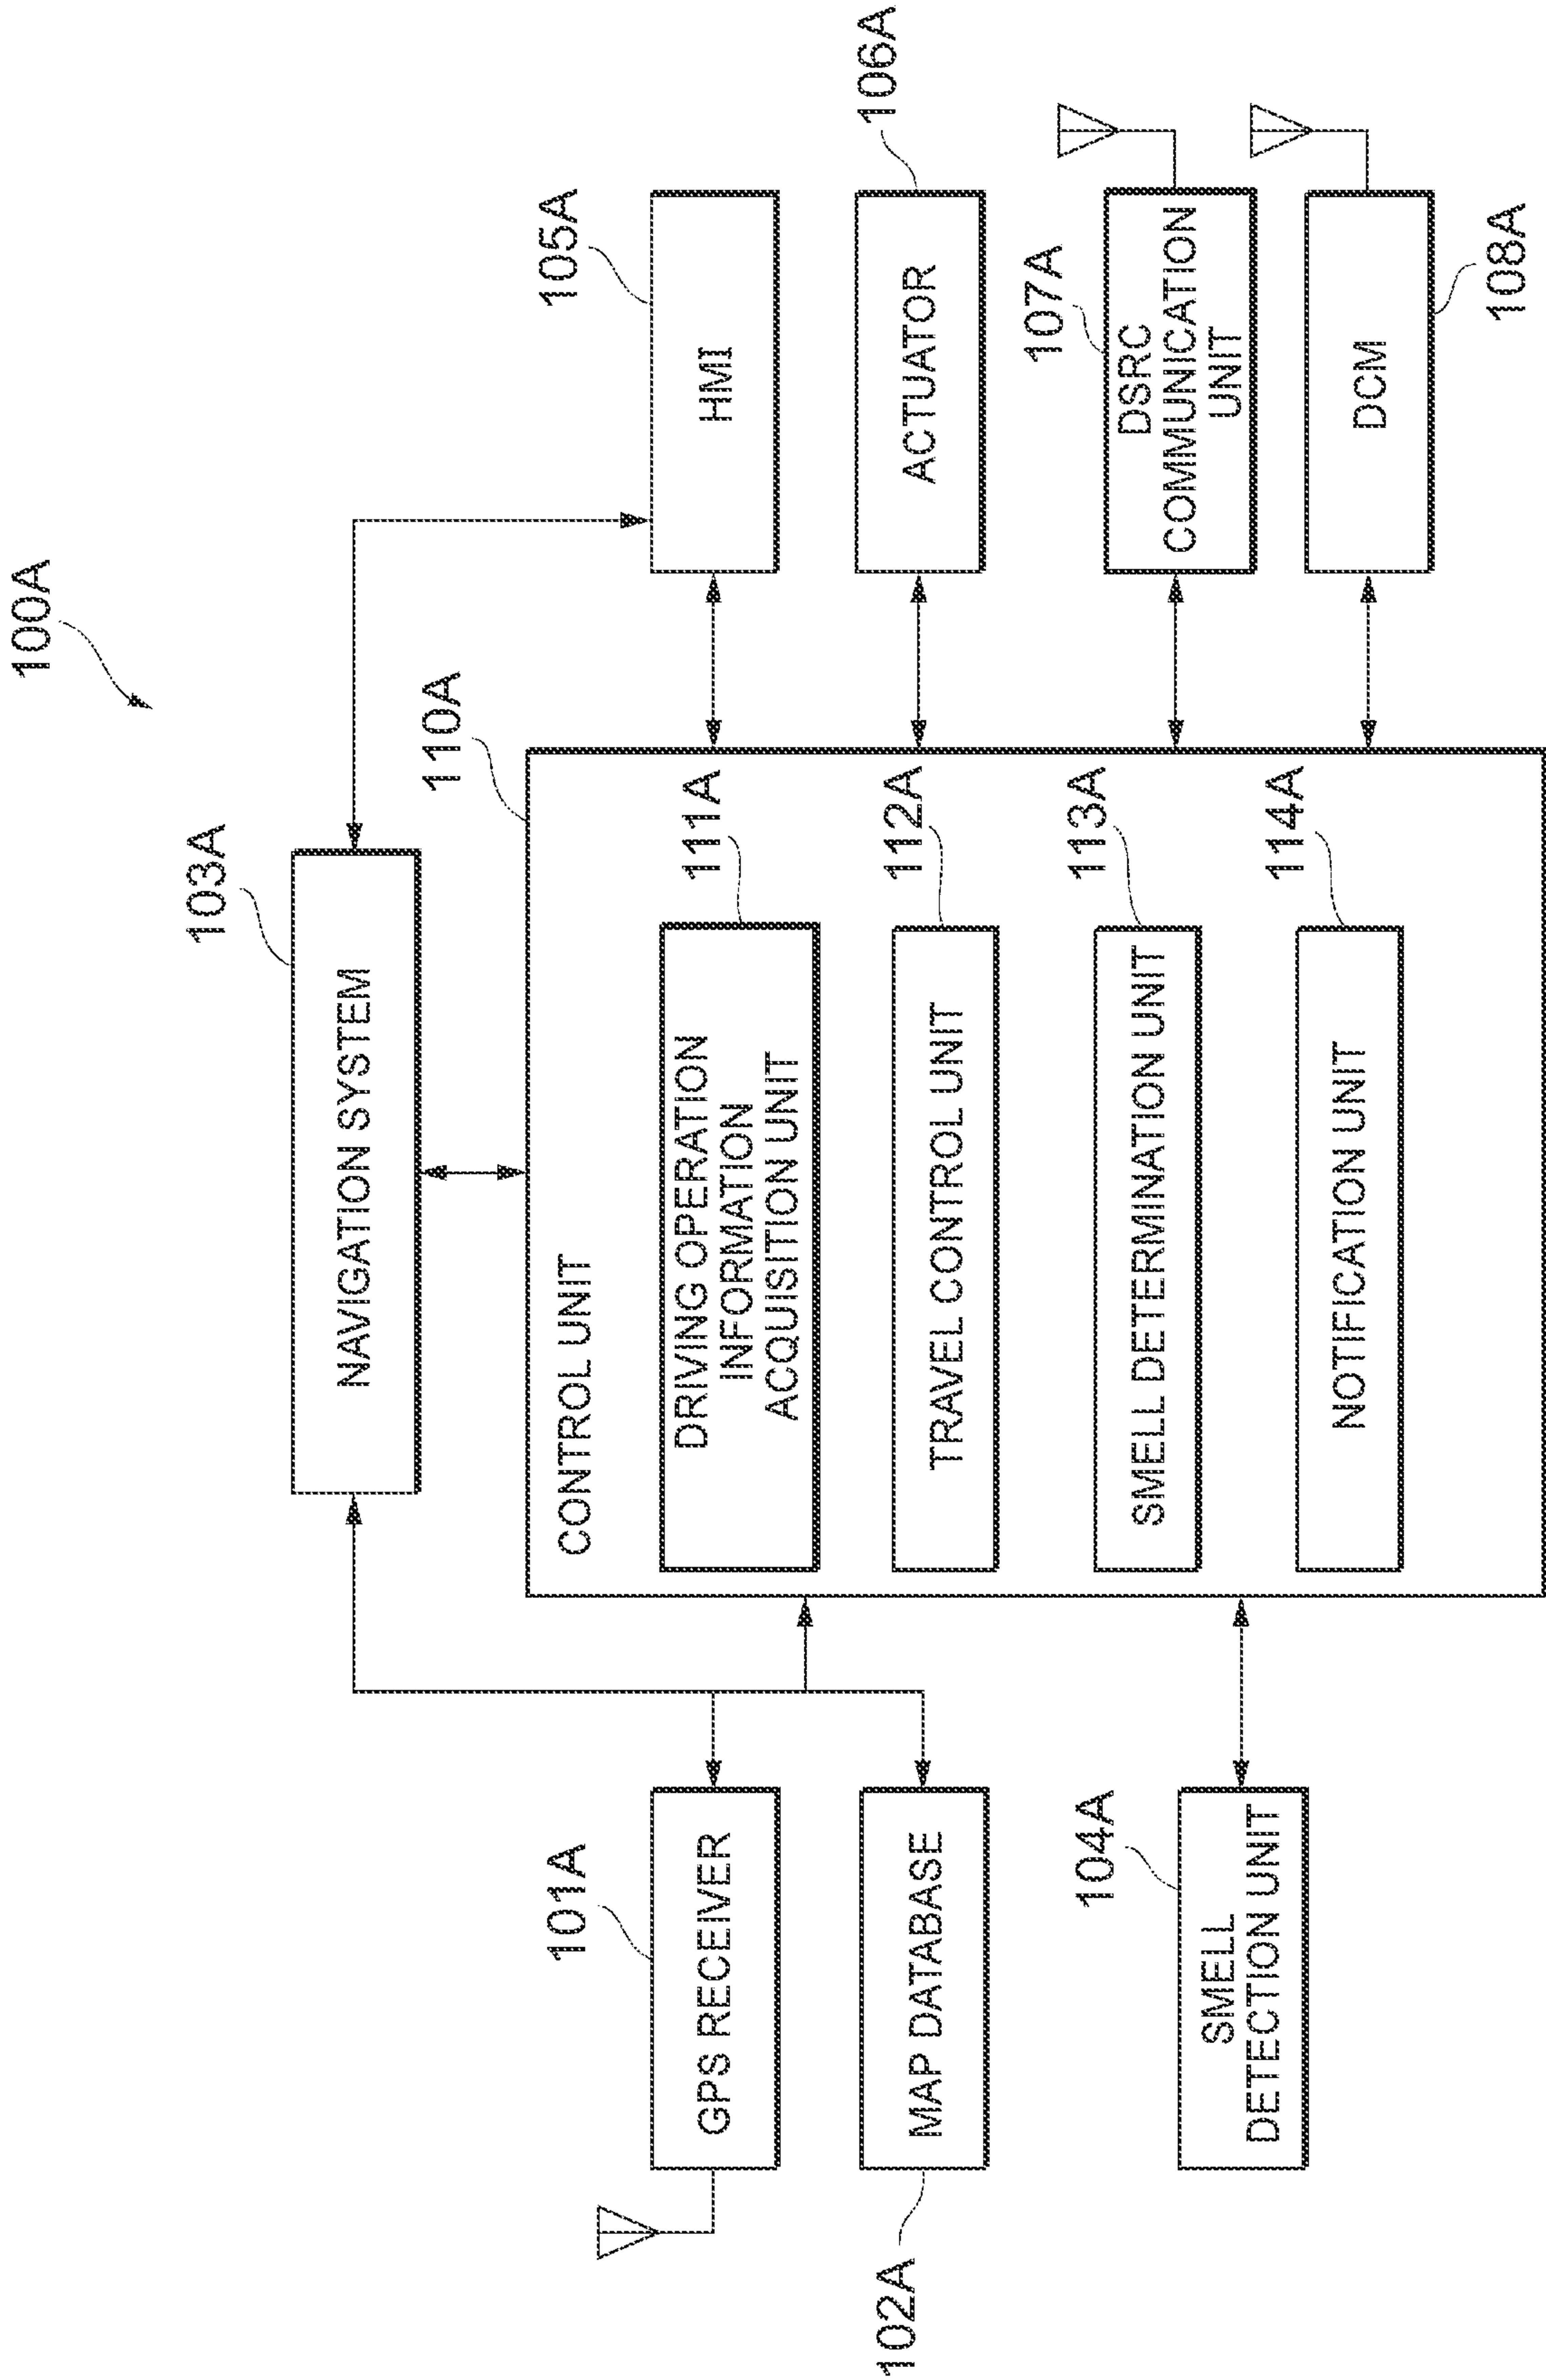 100A
103A
NAVIGATION SYSTEM
110A
CONTROL UNIT
101A
GPS RECEIVER
102A
MAP DATABASE
104A
SMELL
DETECTION UNIT
111A
DRIVING OPERATION
INFORMATION
ACQUISITION UNIT
112A
TRAVEL CONTROL UNIT
113A
SMELL DETERMINATION UNIT
114A
NOTIFICATION UNIT
105A
HMI
106A
ACTUATOR
107A
DSRC
COMMUNICATION
UNIT
DCM
108A